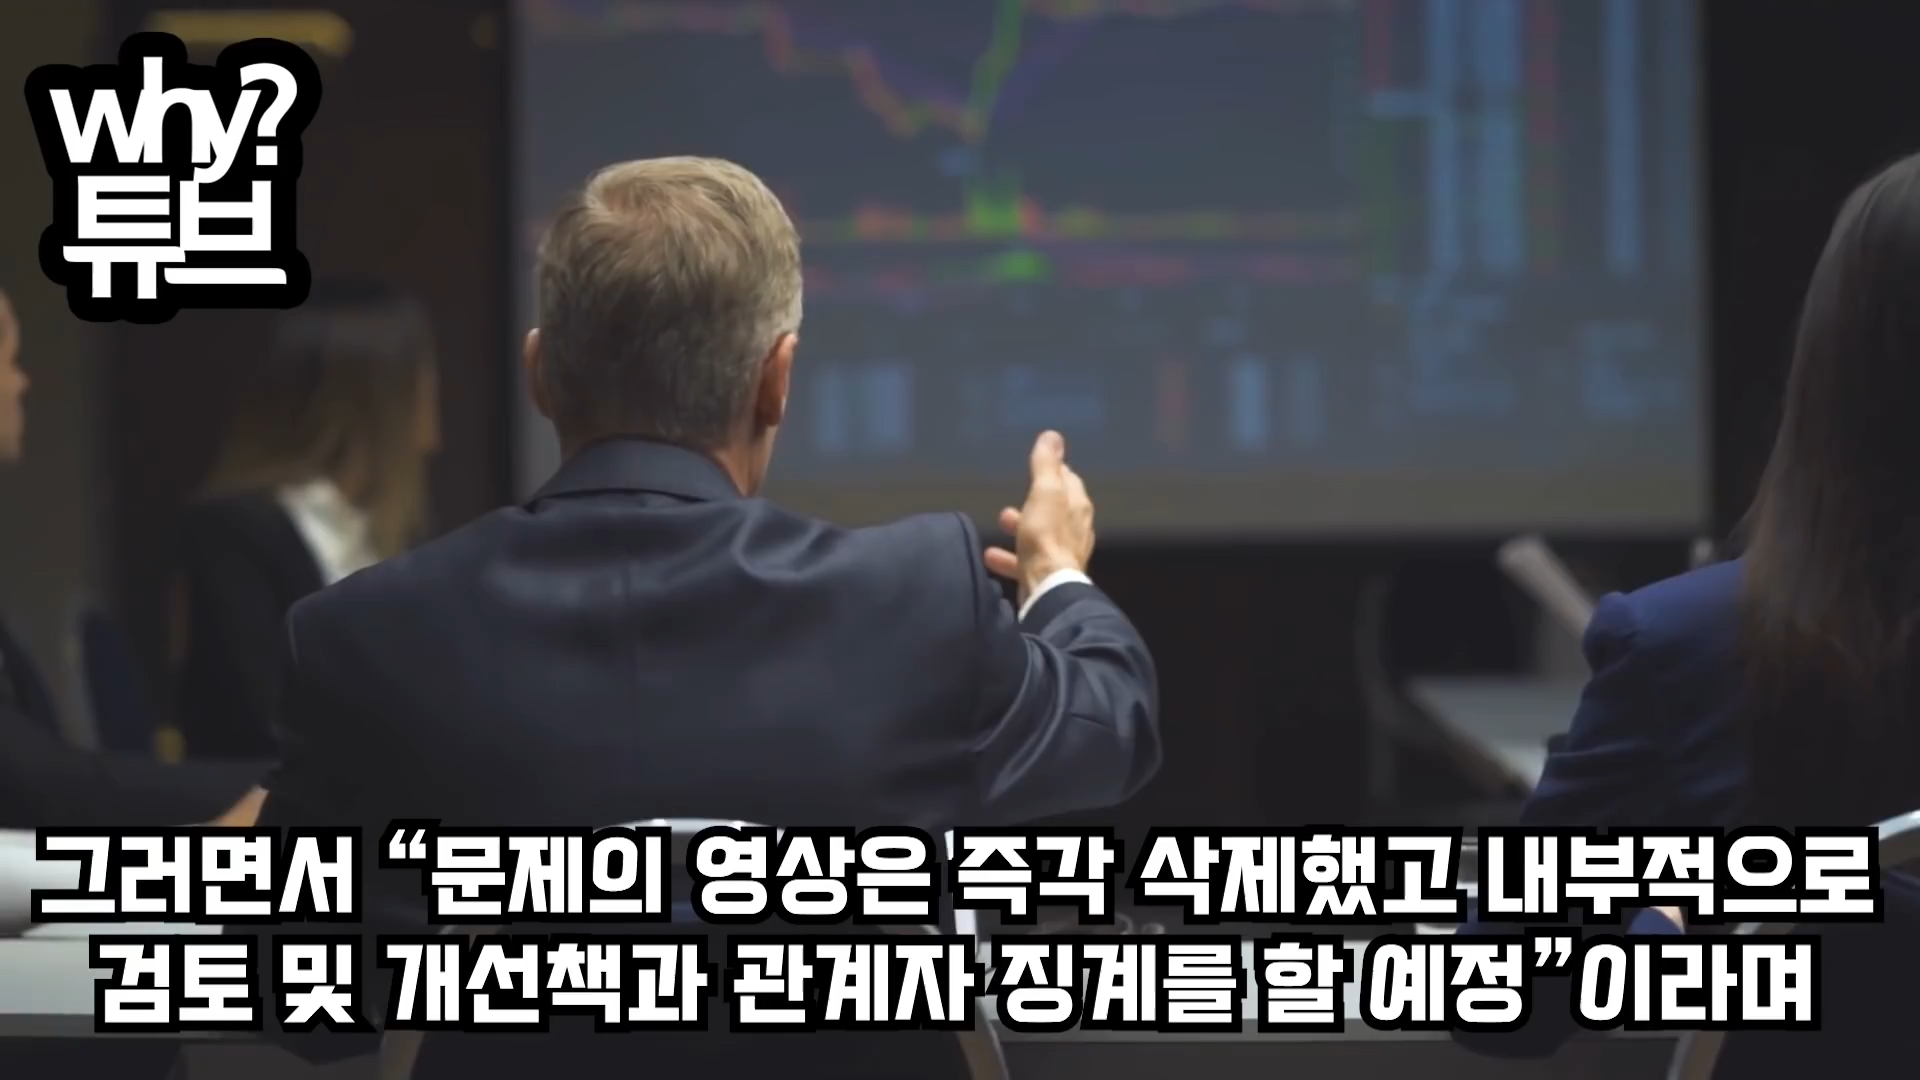 why?
튜브
그러면서 “문제의 영상은 즉각 삭제했고 내부적으로
검토 및 개선책과 관계자 징계를 할 예정”이라며